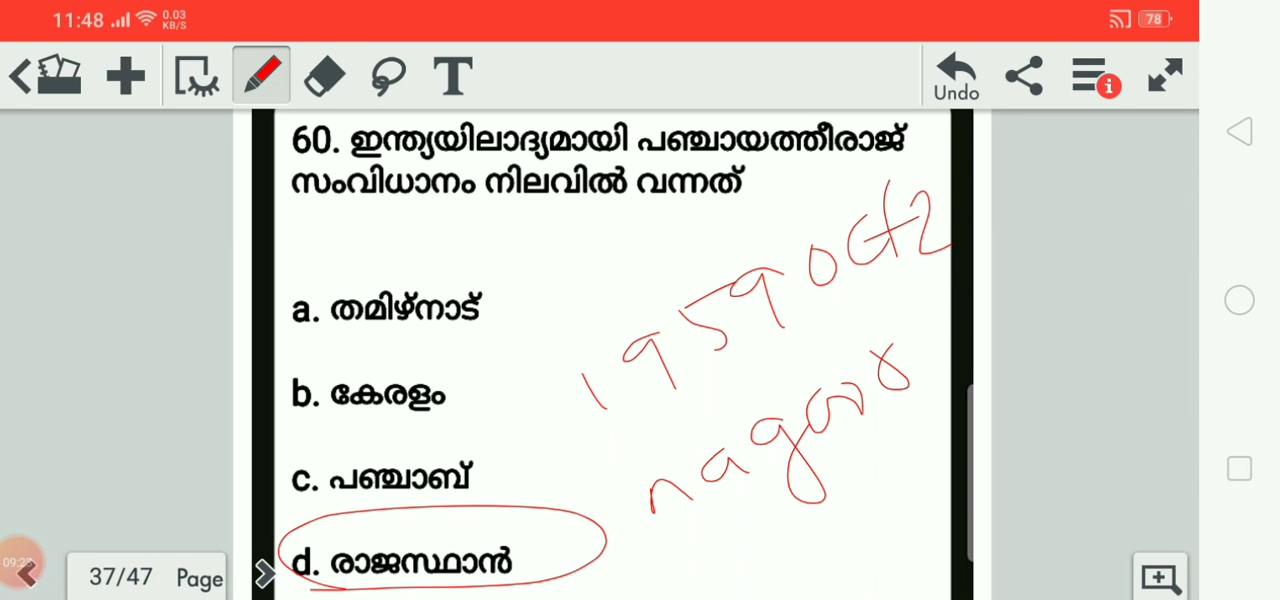 11:48 0.03 KB/S 78
T
Undo
60. ഇന്ത്യയിലാദ്യമായി പഞ്ചായത്തീരാജ്
സംവിധാനം നിലവിൽ വന്നത്
1959 oct 2
a. തമിഴ്നാട്
b. കേരളം
nagar
c. പഞ്ചാബ്
d. രാജസ്ഥാൻ
37/47 Page